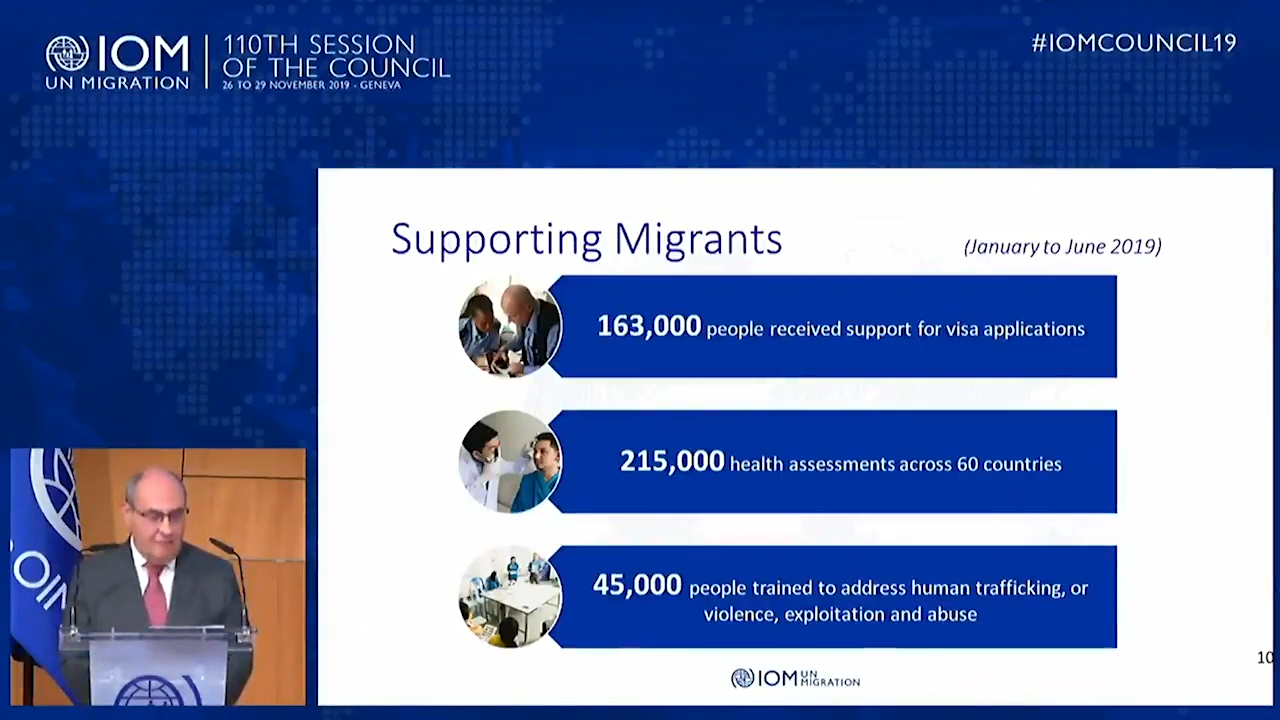 IOM
UN MIGRATION
110TH SESSION
OF THE COUNCIL
26 TO 29 NOVEMBER 2019 - GENEVA
#IOMCOUNCIL19
Supporting Migrants
(January to June 2019)
163,000 people received support for visa applications
215,000 health assessments across 60 countries
45,000 people trained to address human trafficking, or
violence, exploitation and abuse
10
IOM UN
MIGRATION
OIM